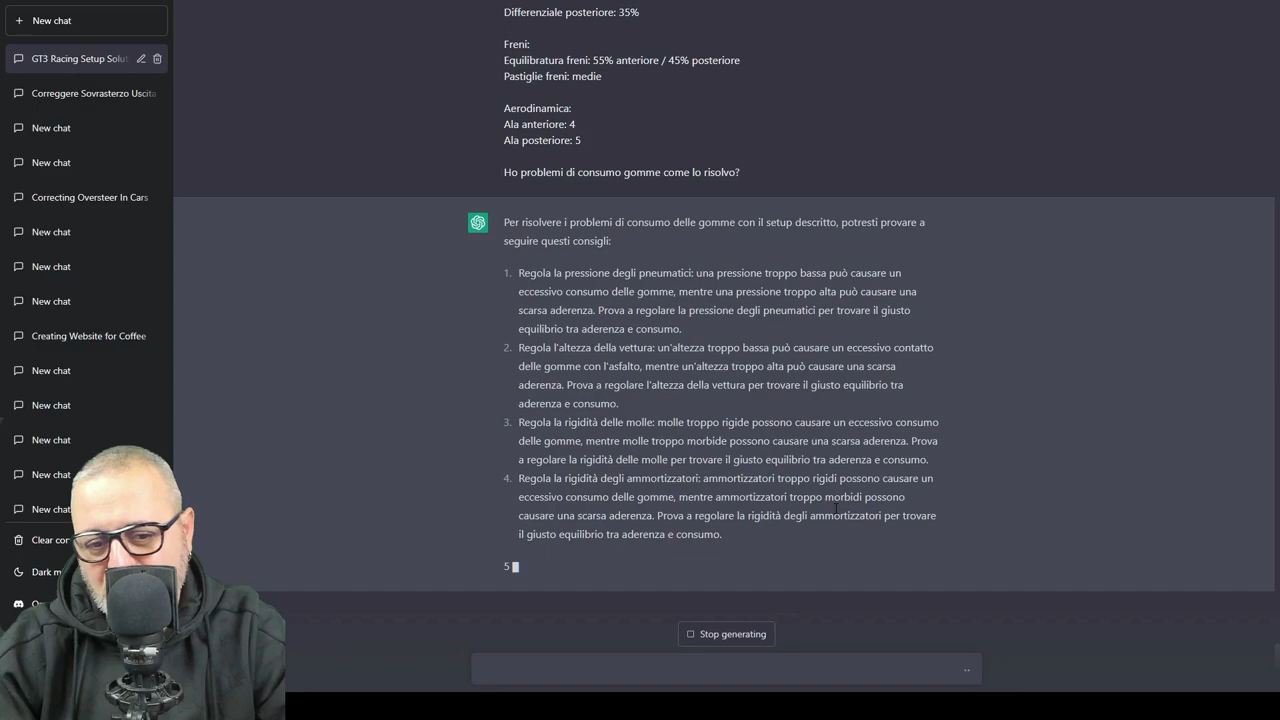 New chat
GT3 Racing Setup Solut
Correggere Sovrasterzo Uscita
New chat
New chat
Correcting Oversteer In Cars
New chat
New chat
New chat
Creating Website for Coffee
New chat
New chat
New chat
New chat
New chat
Clear con
Dark m
Differenziale posteriore: 35%
Freni:
Equilibratura freni: 55% anteriore / 45% posteriore
Pastiglie freni: medie
Aerodinamica:
Ala anteriore: 4
Ala posteriore: 5
Ho problemi di consumo gomme come lo risolvo?
Per risolvere i problemi di consumo delle gomme con il setup descritto, potresti provare a
seguire questi consigli:
1. Regola la pressione degli pneumatici: una pressione troppo bassa può causare un
eccessivo consumo delle gomme, mentre una pressione troppo alta può causare una
scarsa aderenza. Prova a regolare la pressione degli pneumatici per trovare il giusto
equilibrio tra aderenza e consumo.
2. Regola l'altezza della vettura: un'altezza troppo bassa può causare un eccessivo contatto
delle gomme con l'asfalto, mentre un'altezza troppo alta può causare una scarsa
aderenza. Prova a regolare l'altezza della vettura per trovare il giusto equilibrio tra
aderenza e consumo.
3. Regola la rigidità delle molle: molle troppo rigide possono causare un eccessivo consumo
delle gomme, mentre molle troppo morbide possono causare una scarsa aderenza. Prova
a regolare la rigidità delle molle per trovare il giusto equilibrio tra aderenza e consumo.
4. Regola la rigidità degli ammortizzatori: ammortizzatori troppo rigidi possono causare un
eccessivo consumo delle gomme, mentre ammortizzatori troppo morbidi possono
causare una scarsa aderenza. Prova a regolare la rigidità degli ammortizzatori per trovare
il giusto equilibrio tra aderenza e consumo.
5
Stop generating